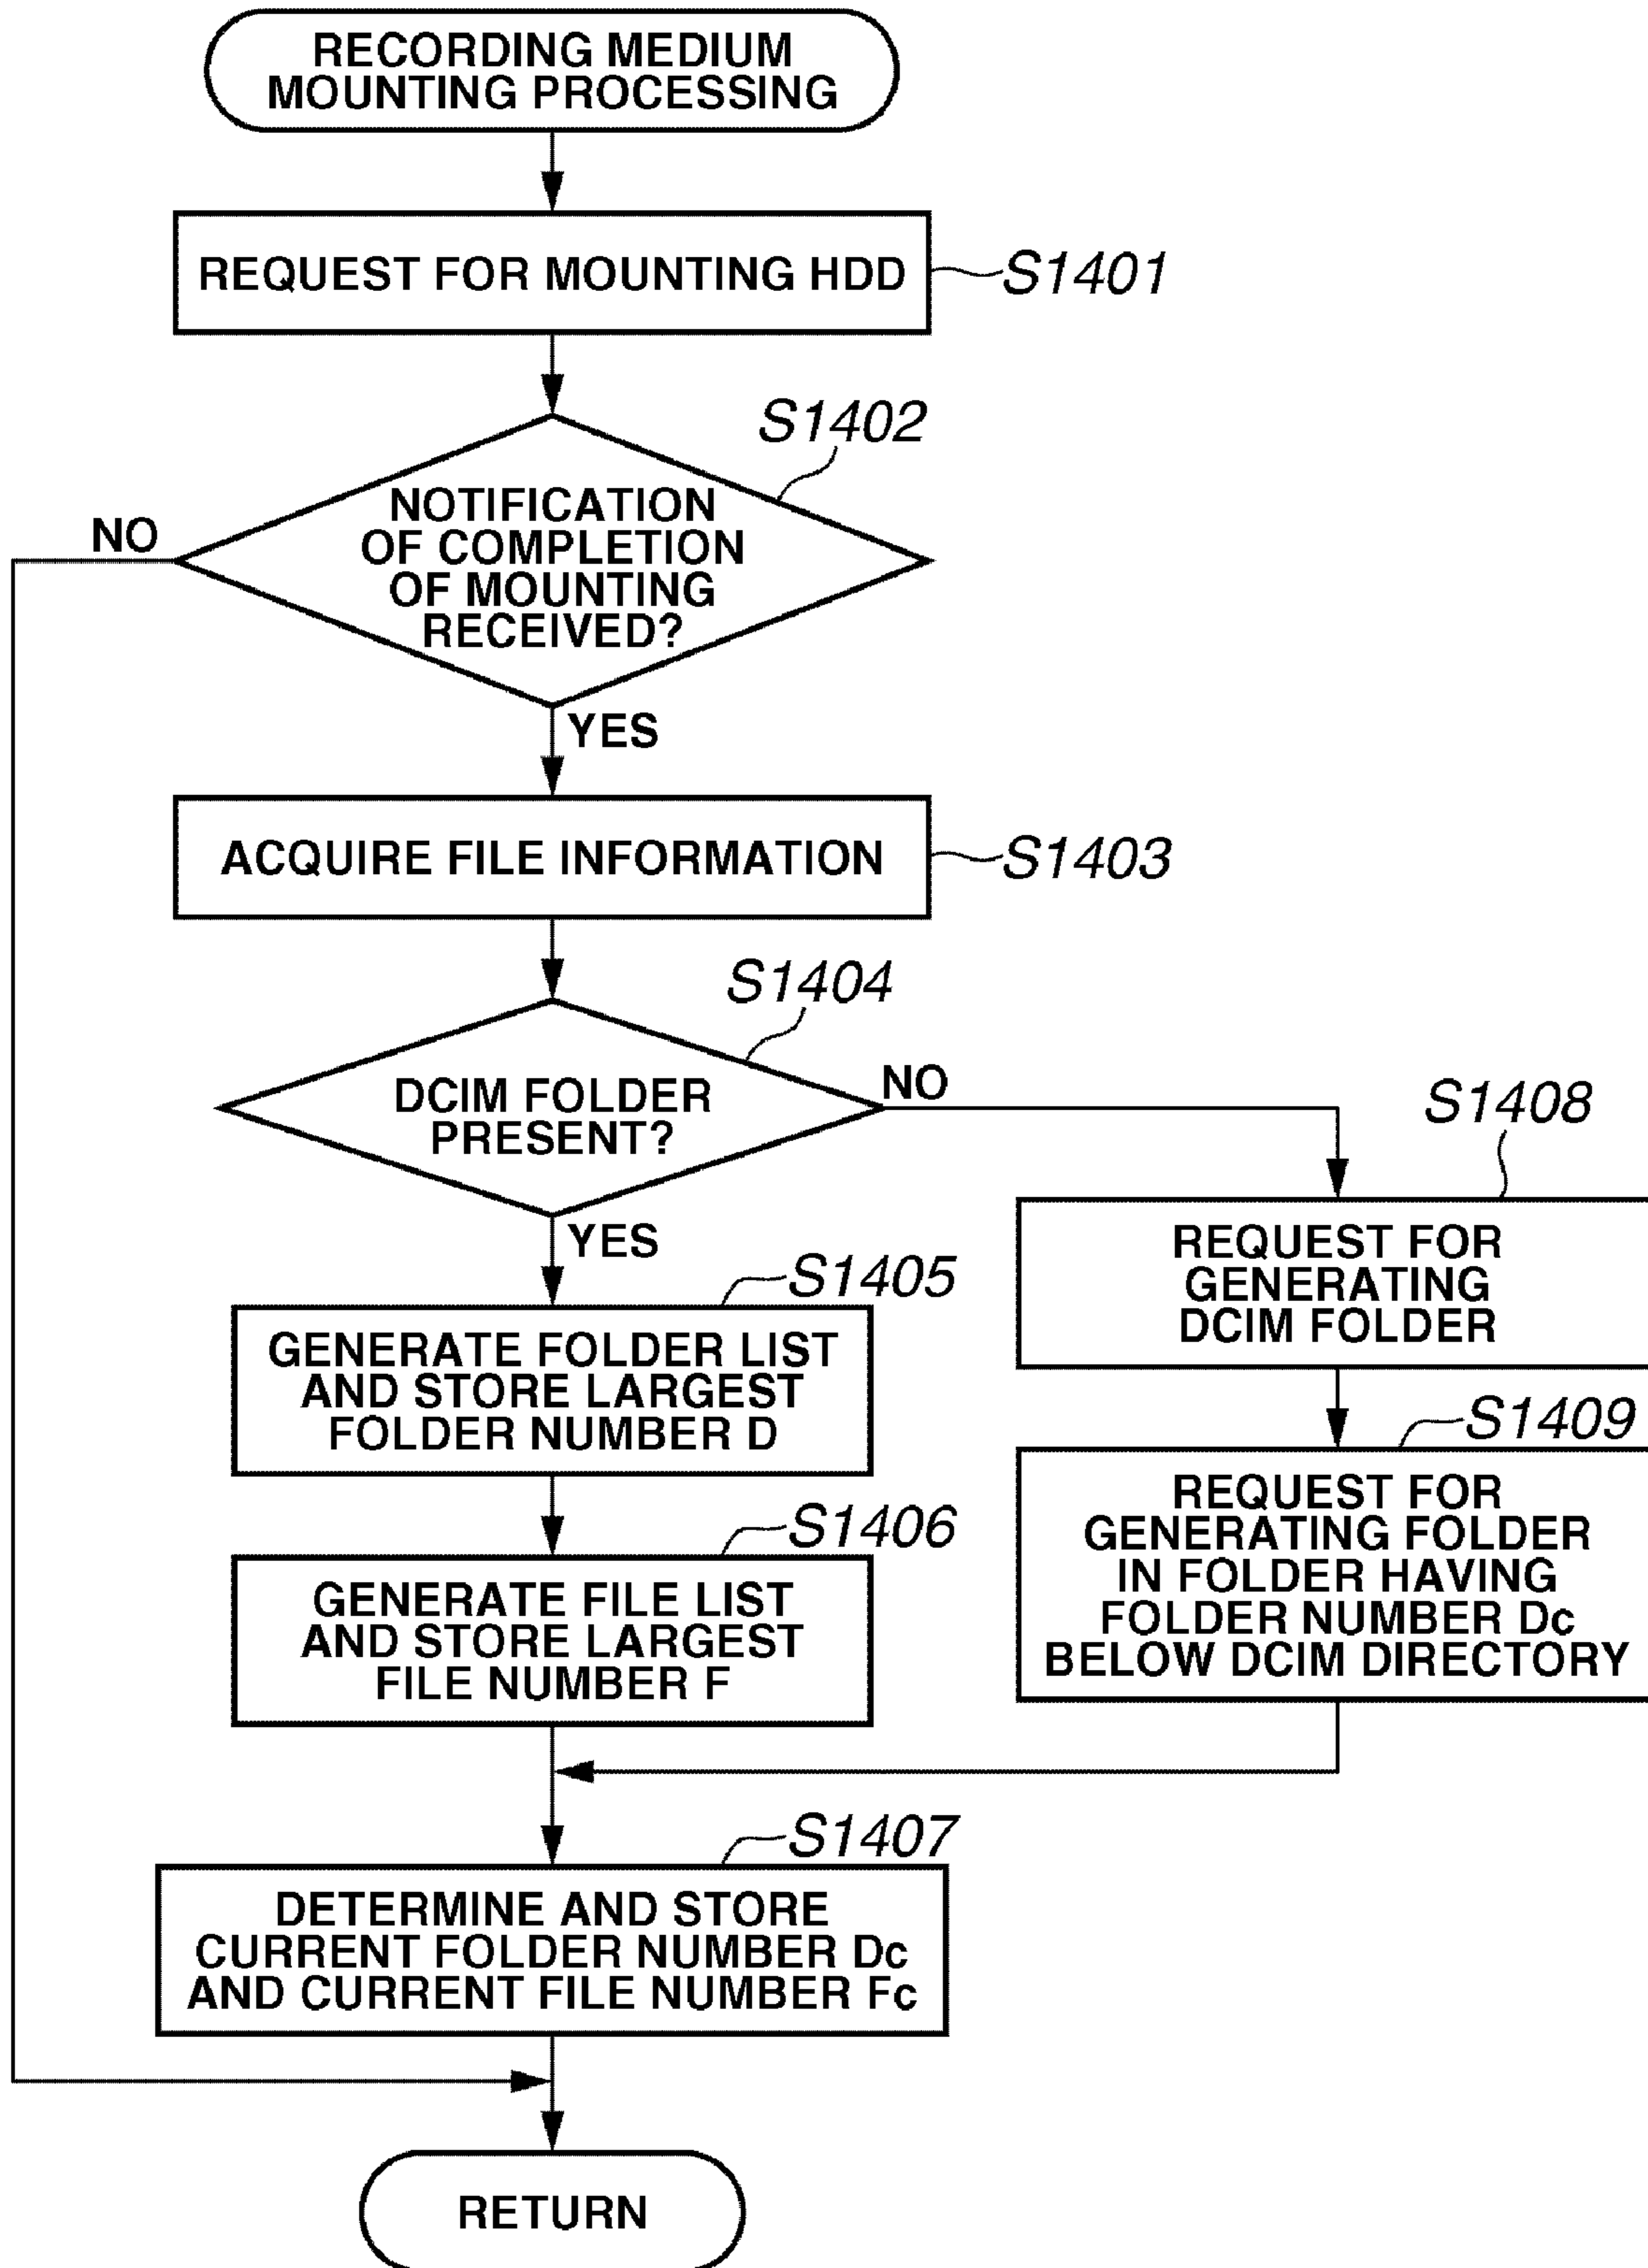 RECORDING MEDIUM
MOUNTING PROCESSING
REQUEST FOR MOUNTING HDD
S1401
S1402
NOTIFICATION
OF COMPLETION
OF MOUNTING
RECEIVED?
NO
YES
ACQUIRE FILE INFORMATION
S1403
S1404
DCIM FOLDER
PRESENT?
NO
YES
S1405
GENERATE FOLDER LIST
AND STORE LARGEST
FOLDER NUMBER D
S1406
GENERATE FILE LIST
AND STORE LARGEST
FILE NUMBER F
S1408
REQUEST FOR
GENERATING
DCIM FOLDER
S1409
REQUEST FOR
GENERATING FOLDER
IN FOLDER HAVING
FOLDER NUMBER Dc
BELOW DCIM DIRECTORY
S1407
DETERMINE AND STORE
CURRENT FOLDER NUMBER Dc
AND CURRENT FILE NUMBER Fc
RETURN